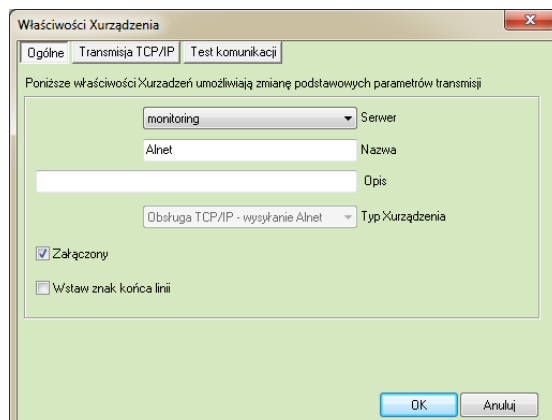 Właściwości Xurządzenia
Ogólne Transmisja TCP/IP Test komunikacji
Poniższe właściwości Xurzadzeń umożliwiają zmianę podstawowych parametrów transmisji
monitoring Serwer
Alnet Nazwa
Opis
Obsługa TCP/IP - wysyłanie Alnet Typ Xurządzenia
Załączony
Wstaw znak końca linii
OK Anuluj